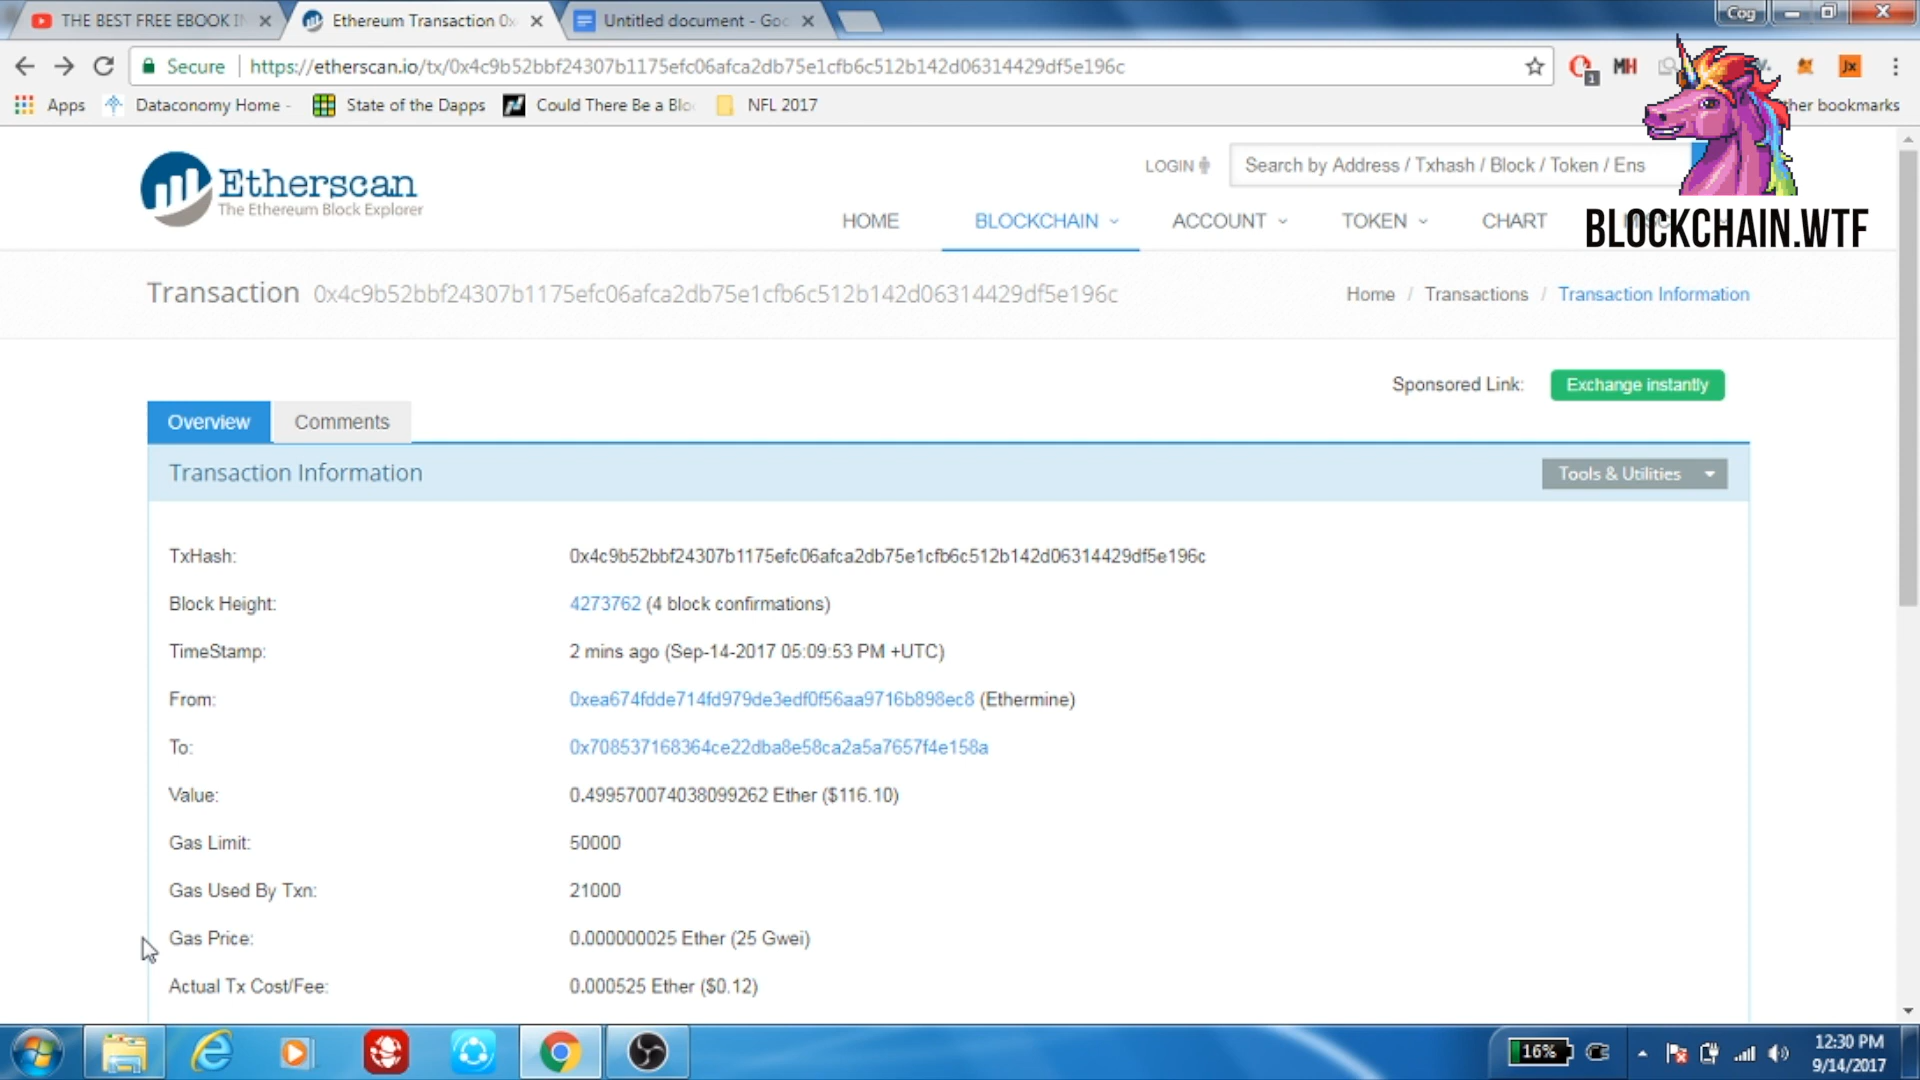 THE BEST FREE EBOOK IN
Ethereum Transaction 0x
Untitled document - Goo
Cog
Secure
https://etherscan.io/tx/0x4c9b52bbf24307b1175efc06afca2db75e1cfb6c512b142d06314429df5e196c
1
MH
Jx
Apps
Dataconomy Home -
State of the Dapps
Could There Be a Blo
NFL 2017
ther bookmarks
Etherscan
The Ethereum Block Explorer
LOGIN
Search by Address / Txhash / Block / Token / Ens
HOME
BLOCKCHAIN
ACCOUNT
TOKEN
CHART
BLOCKCHAIN.WTF
Transaction 0x4c9b52bbf24307b1175efc06afca2db75e1cfb6c512b142d06314429df5e196c
Home / Transactions / Transaction Information
Sponsored Link: Exchange instantly
Overview
Comments
Transaction Information
Tools & Utilities
TxHash: 0x4c9b52bbf24307b1175efc06afca2db75e1cfb6c512b142d06314429df5e196c
Block Height: 4273762 (4 block confirmations)
TimeStamp: 2 mins ago (Sep-14-2017 05:09:53 PM +UTC)
From: 0xea674fdde714fd979de3edf0f56aa9716b898ec8 (Ethermine)
To: 0x708537168364ce22dba8e58ca2a5a7657f4e158a
Value: 0.499570074038099262 Ether ($116.10)
Gas Limit: 50000
Gas Used By Txn: 21000
Gas Price: 0.000000025 Ether (25 Gwei)
Actual Tx Cost/Fee: 0.000525 Ether ($0.12)
16%
12:30 PM
9/14/2017